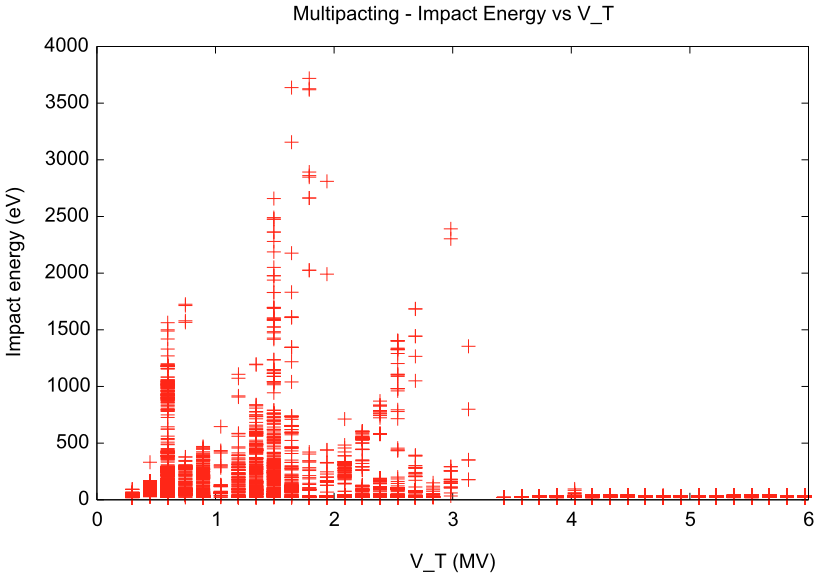 Multipacting - Impact Energy vs V_T
4000
3500
3000
2500
2000
1500
1000
500
0
Impact energy (eV)
0 1 2 3 4 5 6
V_T (MV)